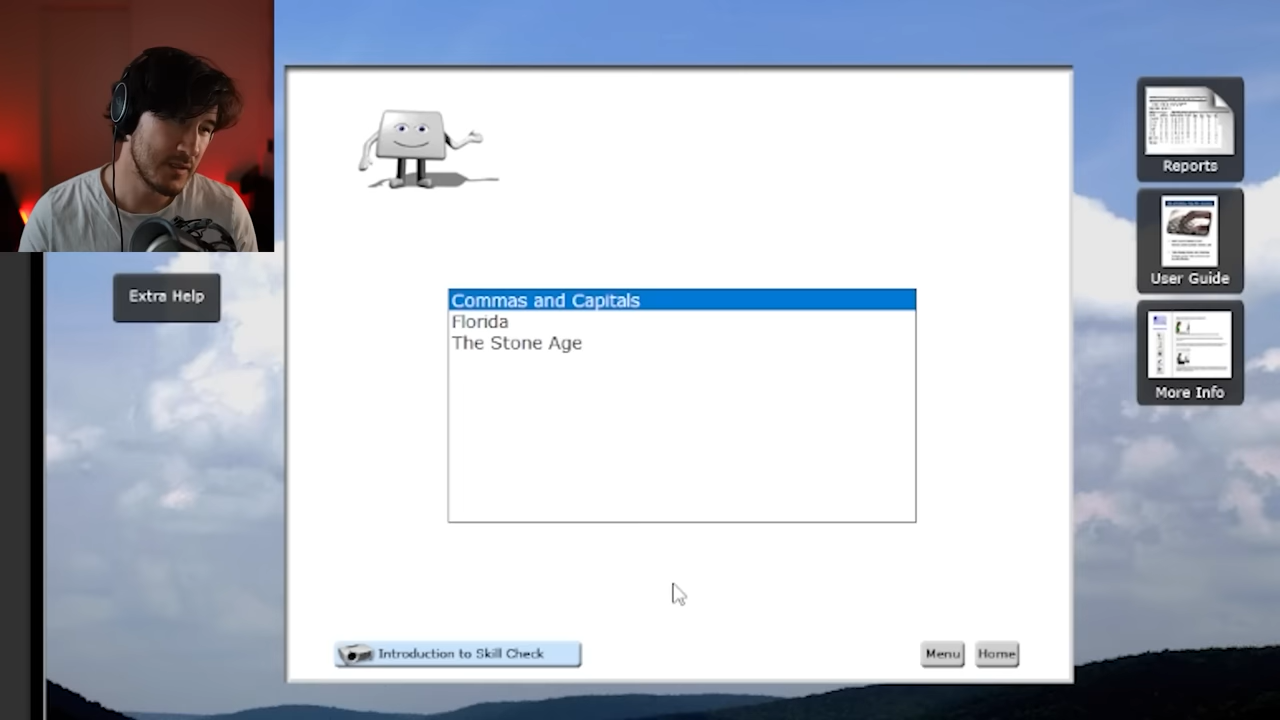 Reports
User Guide
More Info
Extra Help
Commas and Capitals
Florida
The Stone Age
Introduction to Skill Check
Menu
Home